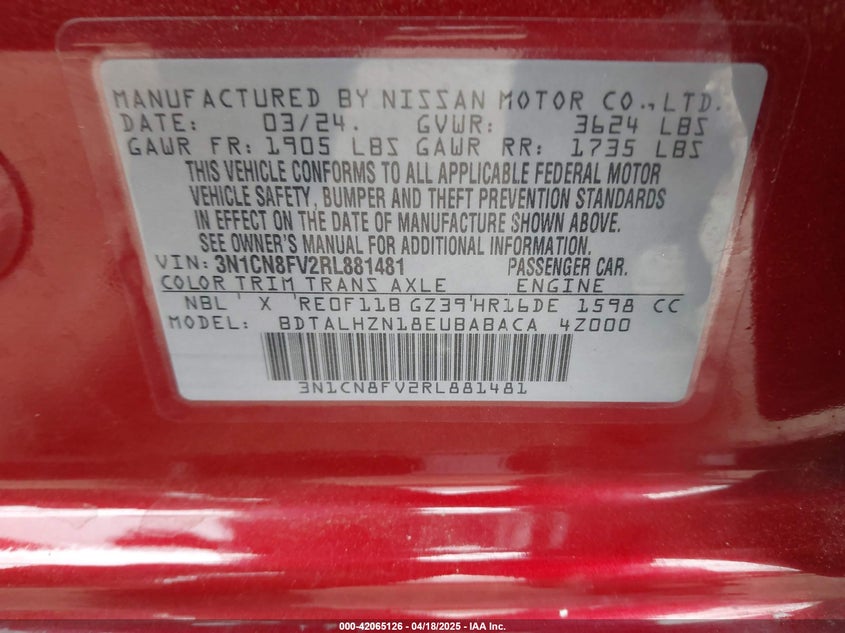 MANUFACTURED BY NISSAN MOTOR CO.,LTD.
DATE: 03/24. GVWR: 3624 LBS
GAWR FR: 1905 LBS GAWR RR: 1735 LBS
THIS VEHICLE CONFORMS TO ALL APPLICABLE FEDERAL MOTOR
VEHICLE SAFETY, BUMPER AND THEFT PREVENTION STANDARDS
IN EFFECT ON THE DATE OF MANUFACTURE SHOWN ABOVE.
SEE OWNER'S MANUAL FOR ADDITIONAL INFORMATION.
VIN: 3N1CN8FV2RL881481 PASSENGER CAR.
COLOR TRIM TRANS AXLE ENGINE
NBL X RE0F11B GZ39 HR16DE 1598 CC
MODEL: BDTALHZN18EUBABACA 4Z000
3N1CN8FV2RL881481
000-42065126 - 04/18/2025 - IAA Inc.